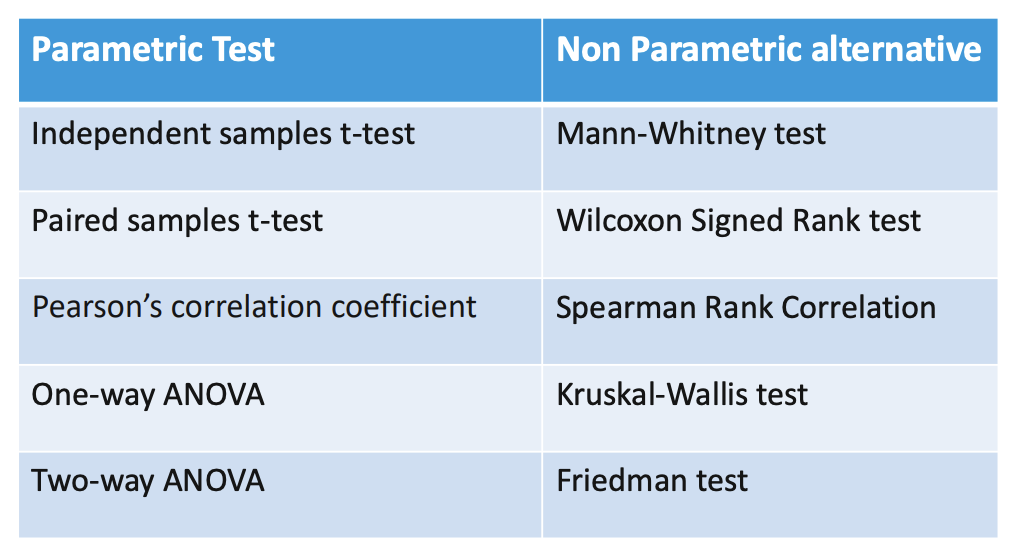 Parametric Test
Non Parametric alternative
Independent samples t-test
Mann-Whitney test
Paired samples t-test
Wilcoxon Signed Rank test
Pearson’s correlation coefficient
Spearman Rank Correlation
One-way ANOVA
Kruskal-Wallis test
Two-way ANOVA
Friedman test